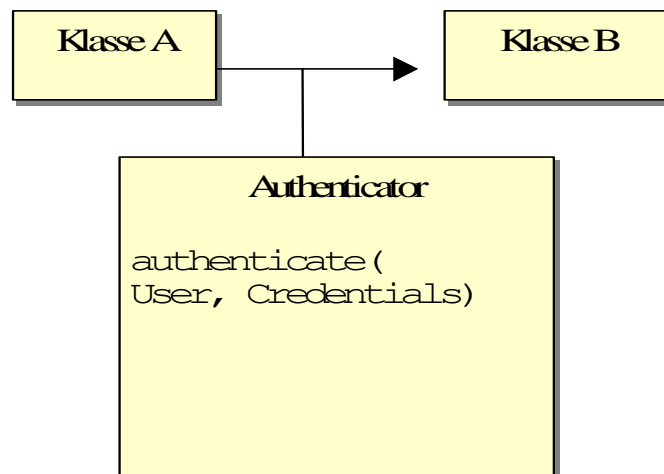 Klasse A
Klasse B
Authenticator
authenticate(
User, Credentials)